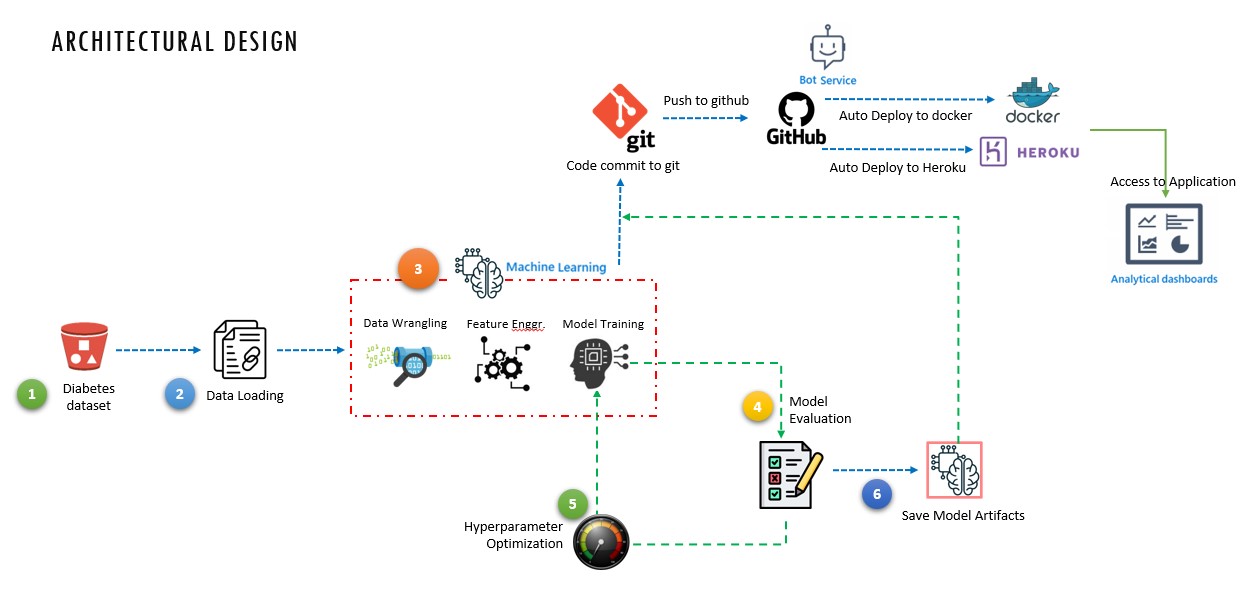 ARCHITECTURAL DESIGN
Bot Service
Push to github
git
GitHub
docker
Auto Deploy to docker
HEROKU
Code commit to git
Auto Deploy to Heroku
Access to Application
3
Machine Learning
Analytical dashboards
Data Wrangling
Feature Enggr.
Model Training
1
Diabetes
dataset
2
Data Loading
4
Model
Evaluation
5
6
Hyperparameter
Optimization
Save Model Artifacts